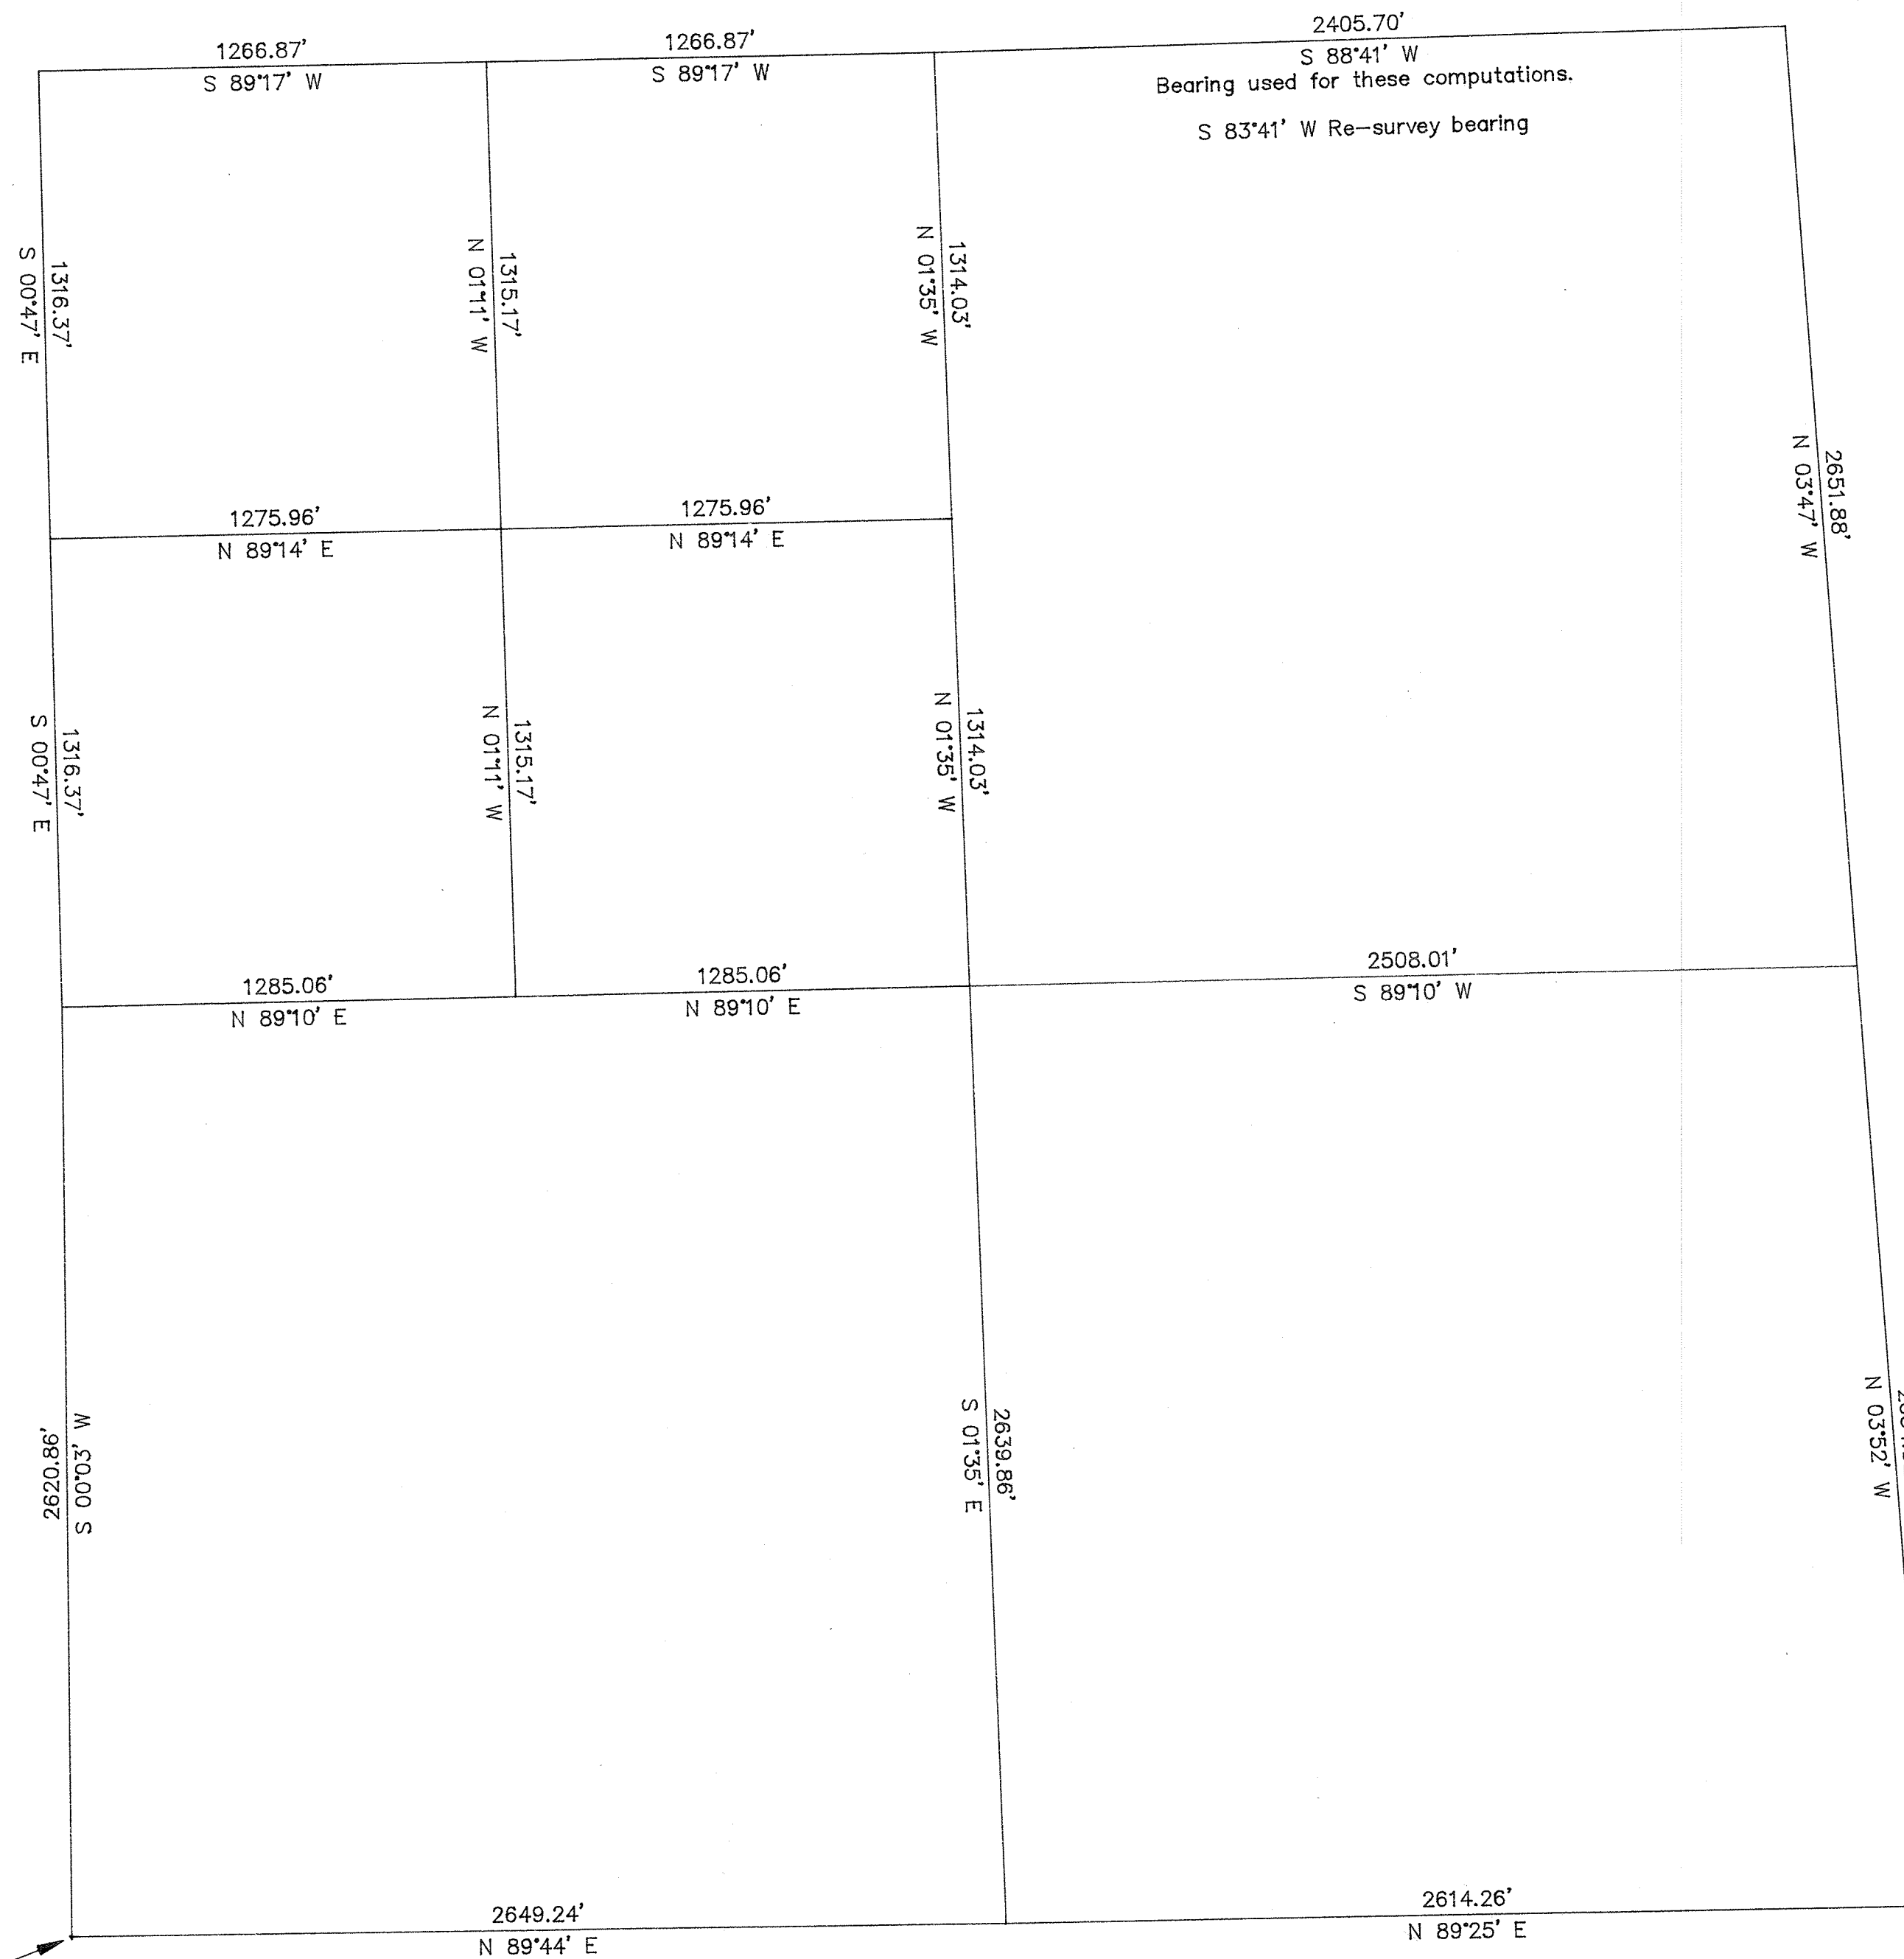 1266.87'
S 89°17' W
1266.87'
S 89°17' W
2405.70'
S 88°41' W
Bearing used for these computations.
S 83°41' W Re-survey bearing
1316.37'
S 00°47' E
1315.17'
N 01°11' W
1314.03'
N 01°35' W
2651.88'
N 03°47' W
1275.96'
N 89°14' E
1275.96'
N 89°14' E
1316.37'
S 00°47' E
1315.17'
N 01°11' W
1314.03'
N 01°35' W
1285.06'
N 89°10' E
1285.06'
N 89°10' E
2508.01'
S 89°10' W
2620.86'
S 00°03' W
2639.86'
S 01°35' E
N 03°52' W
2649.24'
N 89°44' E
2614.26'
N 89°25' E